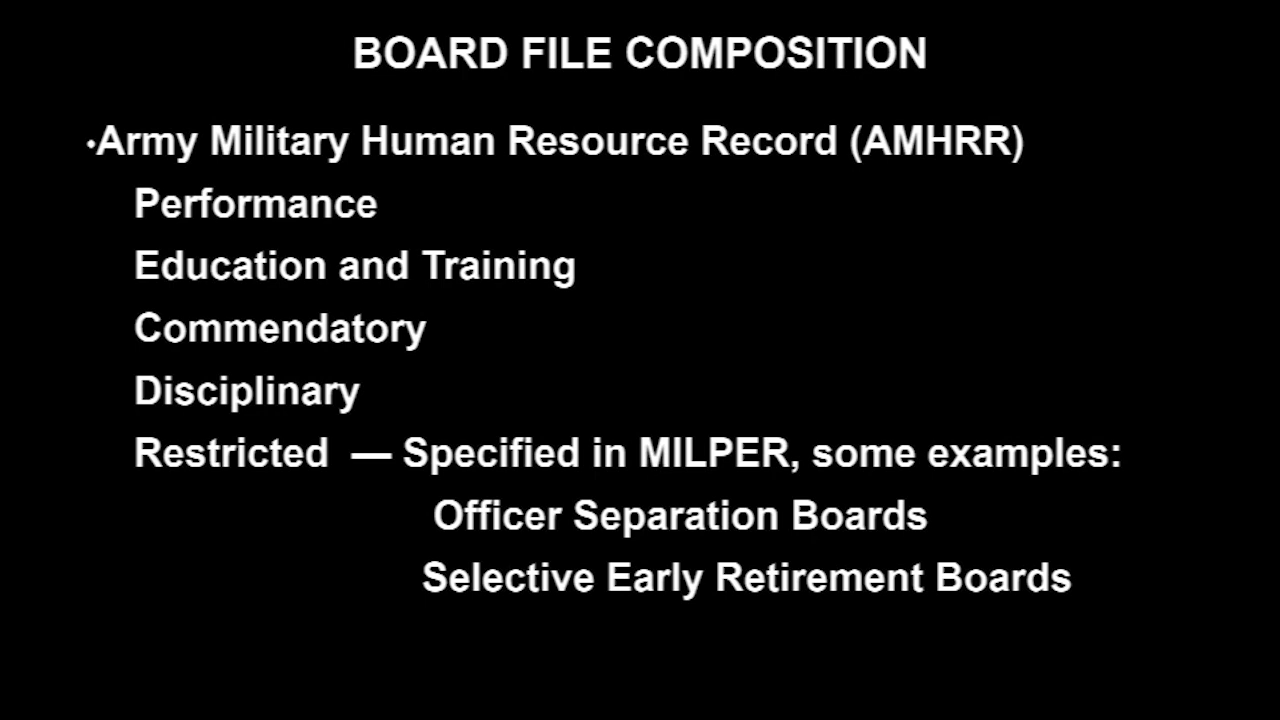 BOARD FILE COMPOSITION
•Army Military Human Resource Record (AMHRR)
Performance
Education and Training
Commendatory
Disciplinary
Restricted — Specified in MILPER, some examples:
Officer Separation Boards
Selective Early Retirement Boards